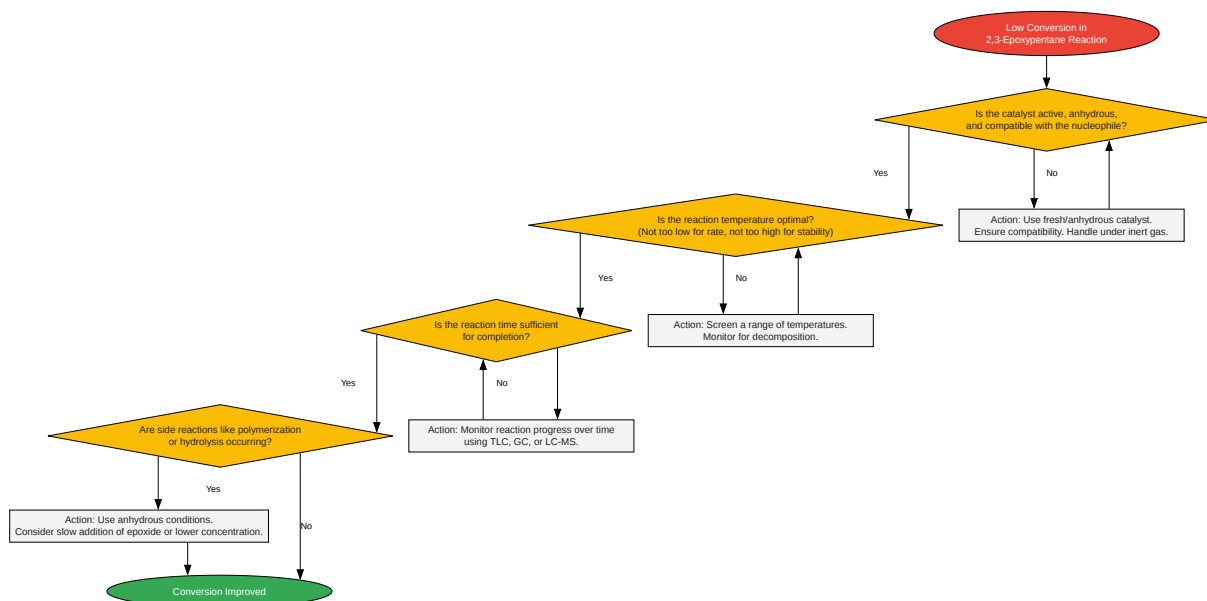 Low Conversion in
2,3-Epoxypentane Reaction
Is the catalyst active, anhydrous,
and compatible with the nucleophile?
Yes
No
Action: Use fresh/anhydrous catalyst.
Ensure compatibility. Handle under inert gas.
Is the reaction temperature optimal?
(Not too low for rate, not too high for stability)
Yes
No
Action: Screen a range of temperatures.
Monitor for decomposition.
Is the reaction time sufficient
for completion?
Yes
No
Action: Monitor reaction progress over time
using TLC, GC, or LC-MS.
Are side reactions like polymerization
or hydrolysis occurring?
Yes
No
Action: Use anhydrous conditions.
Consider slow addition of epoxide or lower concentration.
Conversion Improved